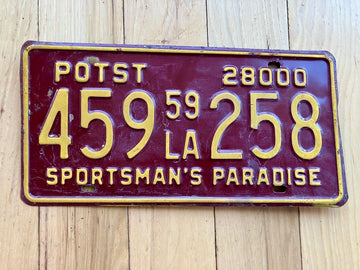 POTST 28000
459 59 LA 258
SPORTSMAN'S PARADISE